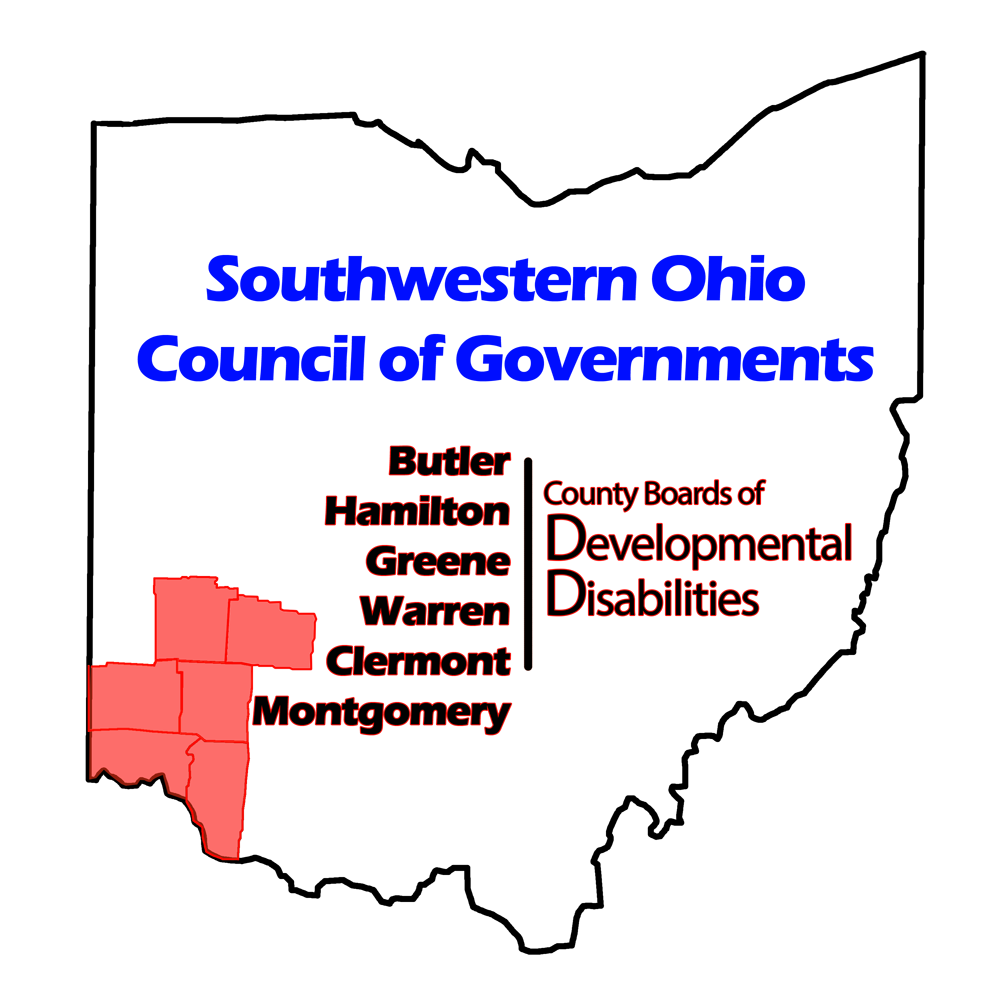 Southwestern Ohio
Council of Governments
Butler
Hamilton
Greene
Warren
Clermont
Montgomery
County Boards of
Developmental
Disabilities